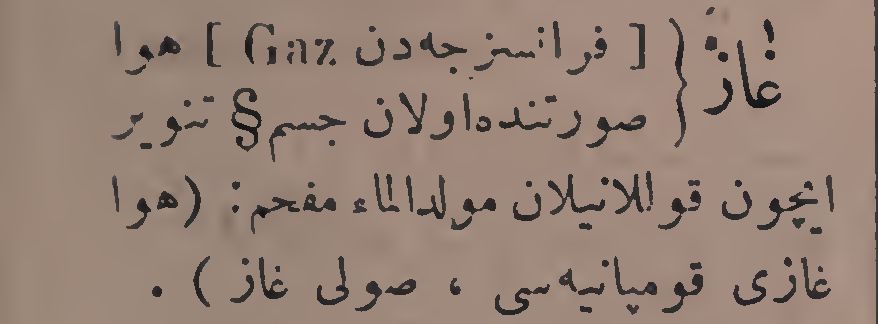 غاز { [ فرانسزجه‌دن Gaz ] هوا
صورتنده‌اولان جسم § تنویر
ایچون قوللانیلان مولدالماء مفحم : ( هوا
غازی قومپانیه‌سی ، صولی غاز ) .